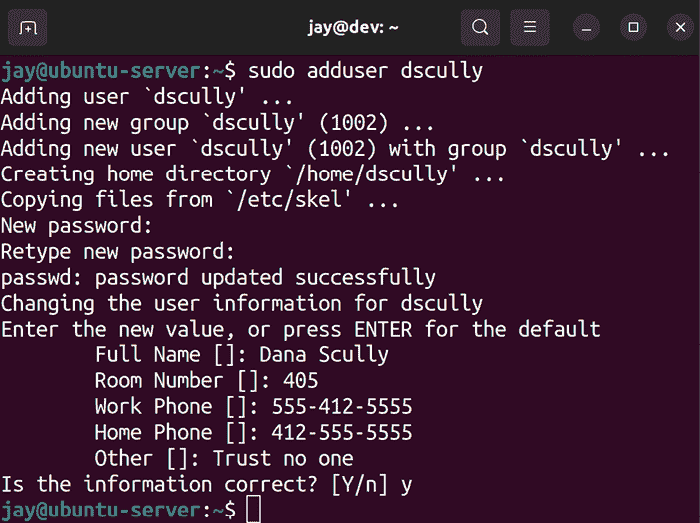 jay@dev: ~
jay@ubuntu-server:~$ sudo adduser dscully
Adding user `dscully' ...
Adding new group `dscully' (1002) ...
Adding new user `dscully' (1002) with group `dscully' ...
Creating home directory `/home/dscully' ...
Copying files from `/etc/skel' ...
New password:
Retype new password:
passwd: password updated successfully
Changing the user information for dscully
Enter the new value, or press ENTER for the default
        Full Name []: Dana Scully
        Room Number []: 405
        Work Phone []: 555-412-5555
        Home Phone []: 412-555-5555
        Other []: Trust no one
Is the information correct? [Y/n] y
jay@ubuntu-server:~$